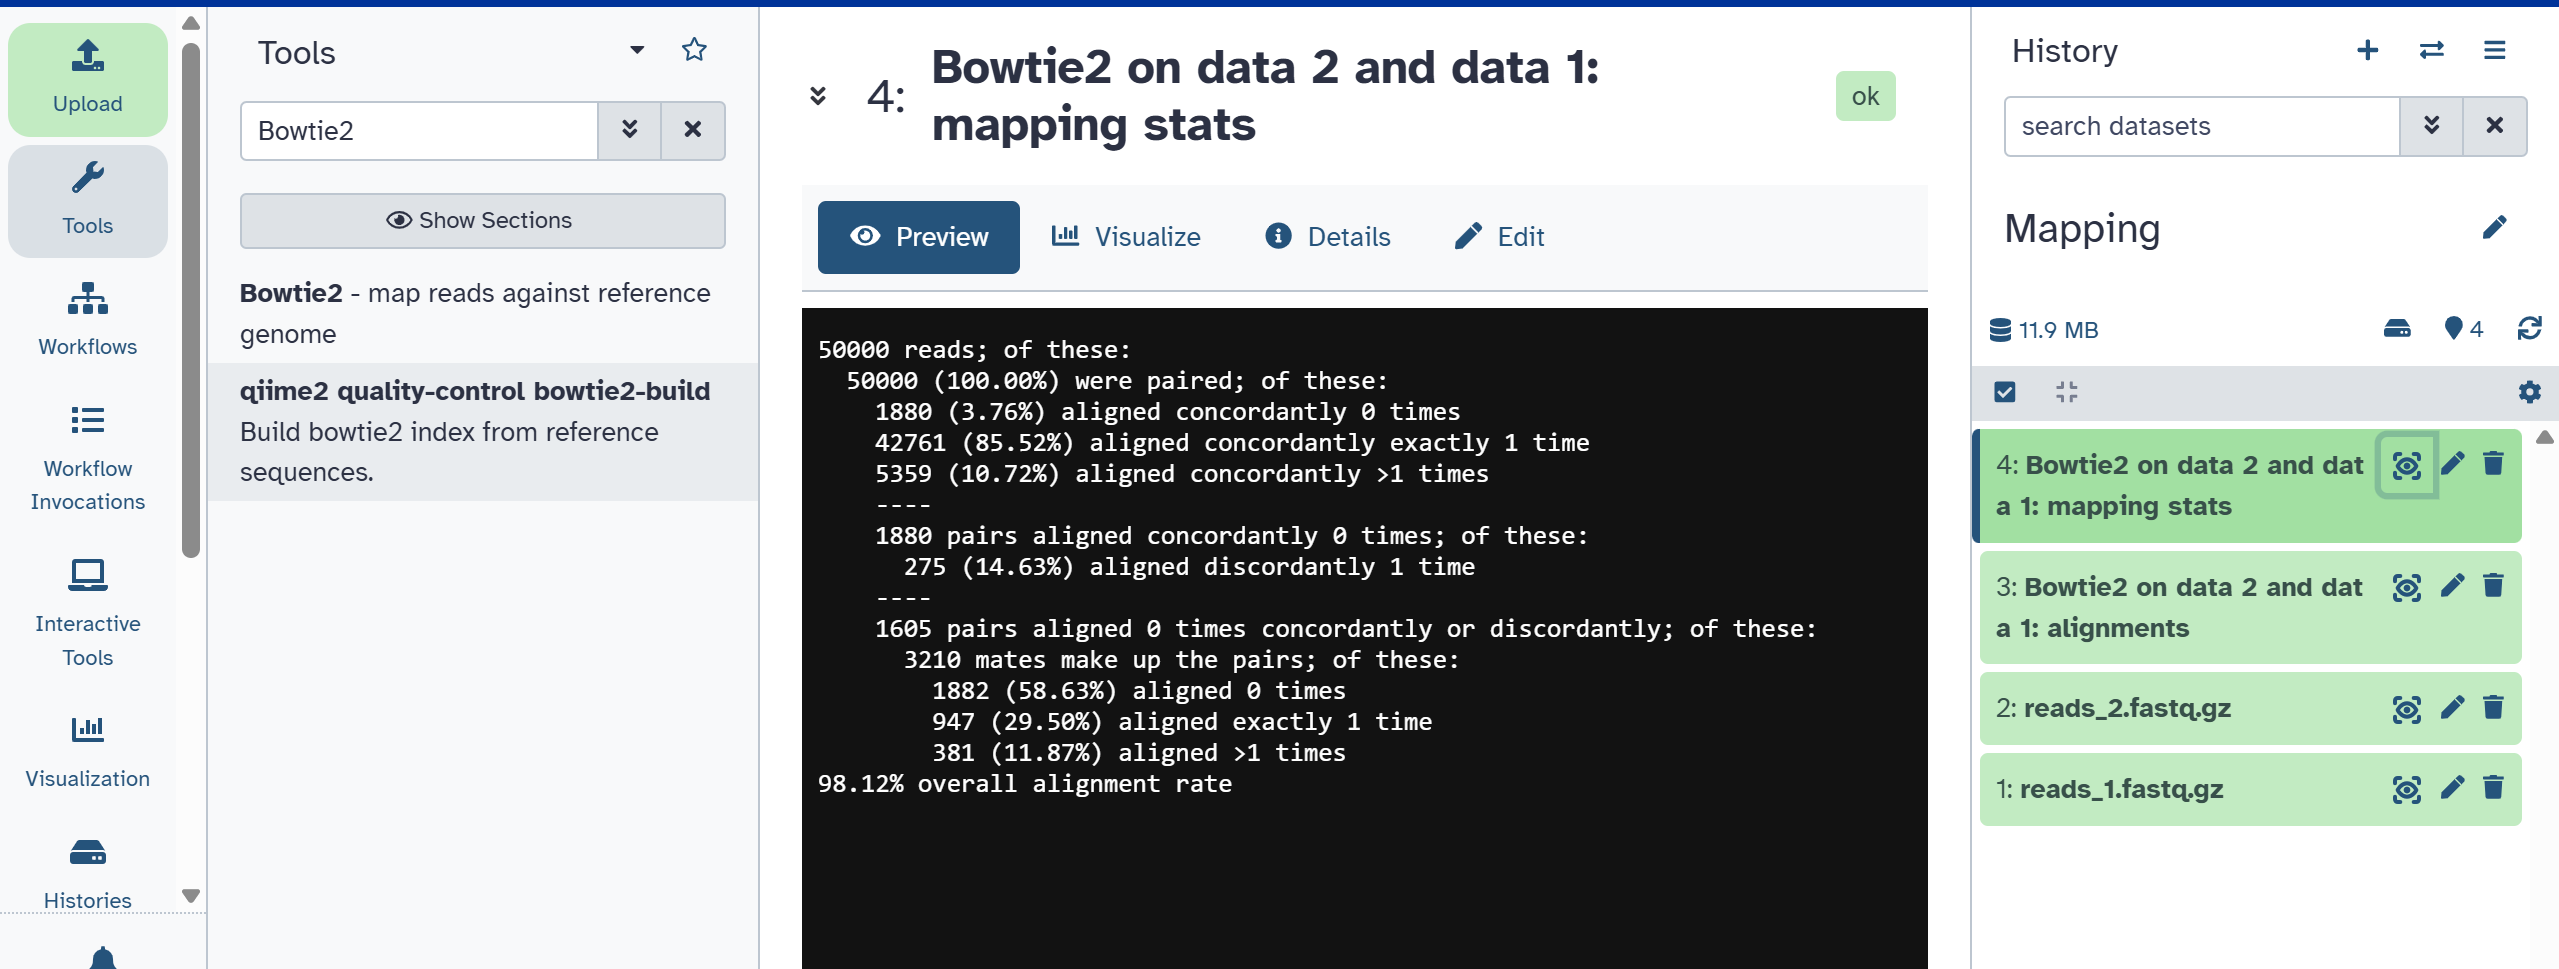 Upload
Tools
Workflows
Workflow
Invocations
Interactive
Tools
Visualization
Histories
Tools
Bowtie2
Show Sections
Bowtie2 - map reads against reference
genome
qiime2 quality-control bowtie2-build
Build bowtie2 index from reference
sequences.
4: Bowtie2 on data 2 and data 1:
mapping stats
ok
Preview Visualize Details Edit
50000 reads; of these:
  50000 (100.00%) were paired; of these:
    1880 (3.76%) aligned concordantly 0 times
    42761 (85.52%) aligned concordantly exactly 1 time
    5359 (10.72%) aligned concordantly >1 times
    ----
    1880 pairs aligned concordantly 0 times; of these:
      275 (14.63%) aligned discordantly 1 time
    ----
    1605 pairs aligned 0 times concordantly or discordantly; of these:
      3210 mates make up the pairs; of these:
        1882 (58.63%) aligned 0 times
        947 (29.50%) aligned exactly 1 time
        381 (11.87%) aligned >1 times
98.12% overall alignment rate
History
search datasets
Mapping
11.9 MB 4
4: Bowtie2 on data 2 and dat
a 1: mapping stats
3: Bowtie2 on data 2 and dat
a 1: alignments
2: reads_2.fastq.gz
1: reads_1.fastq.gz